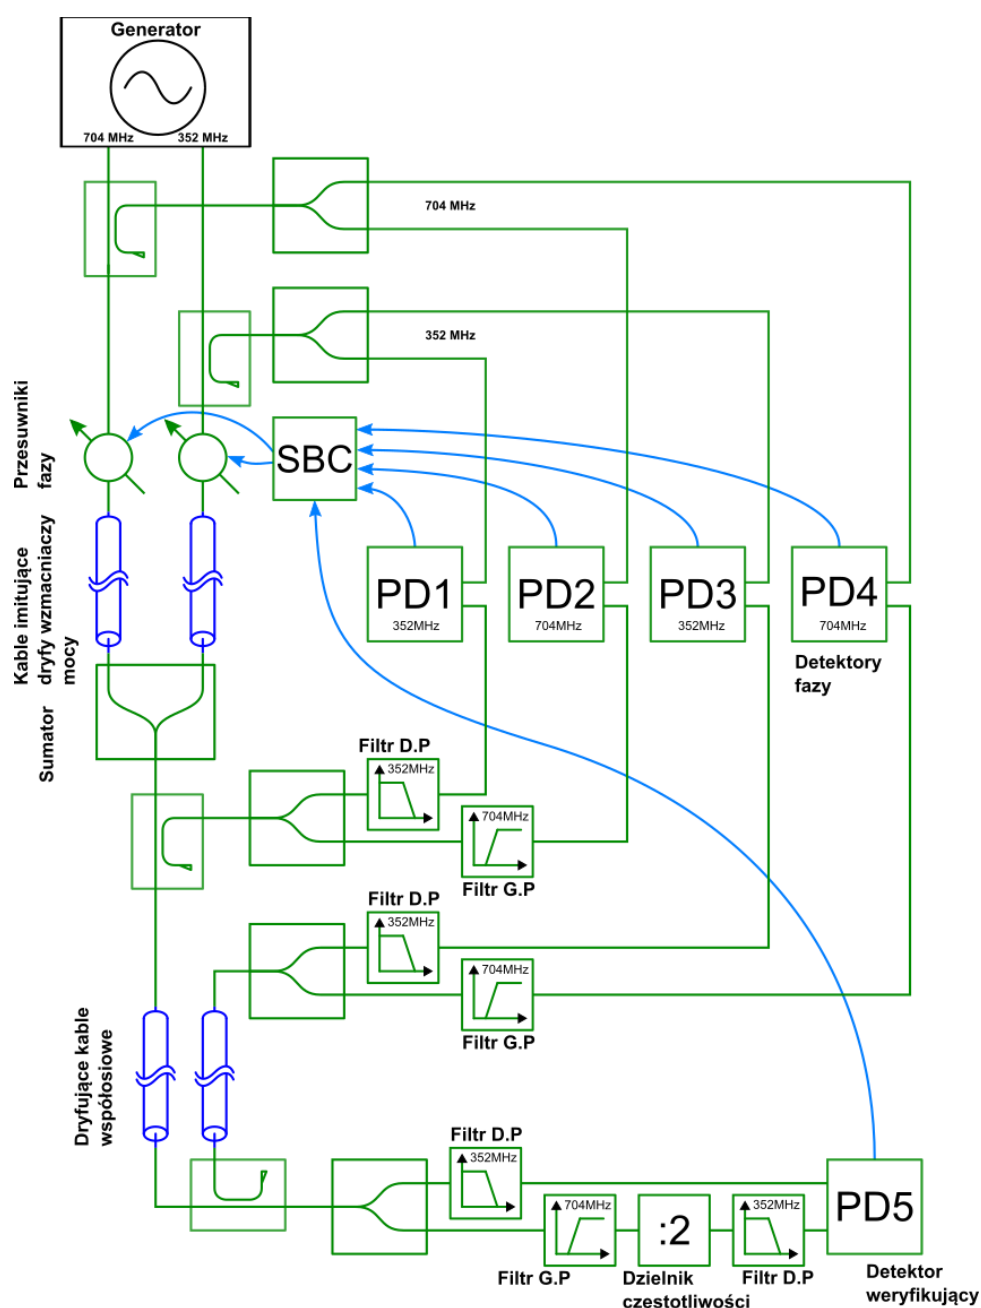 Generator
704 MHz
352 MHz
704 MHz
352 MHz
Przesuwniki
fazy
SBC
Kable imitujące
dryfy wzmacniaczy
mocy
PD1
352MHz
PD2
704MHz
PD3
352MHz
PD4
704MHz
Detektory
fazy
Sumator
Filtr D.P
352MHz
704MHz
Filtr G.P
Filtr D.P
352MHz
704MHz
Filtr G.P
Dryfujące kable
współosiowe
Filtr D.P
352MHz
704MHz
Filtr G.P
:2
Dzielnik
czestotliwości
352MHz
Filtr D.P
PD5
Detektor
weryfikujący